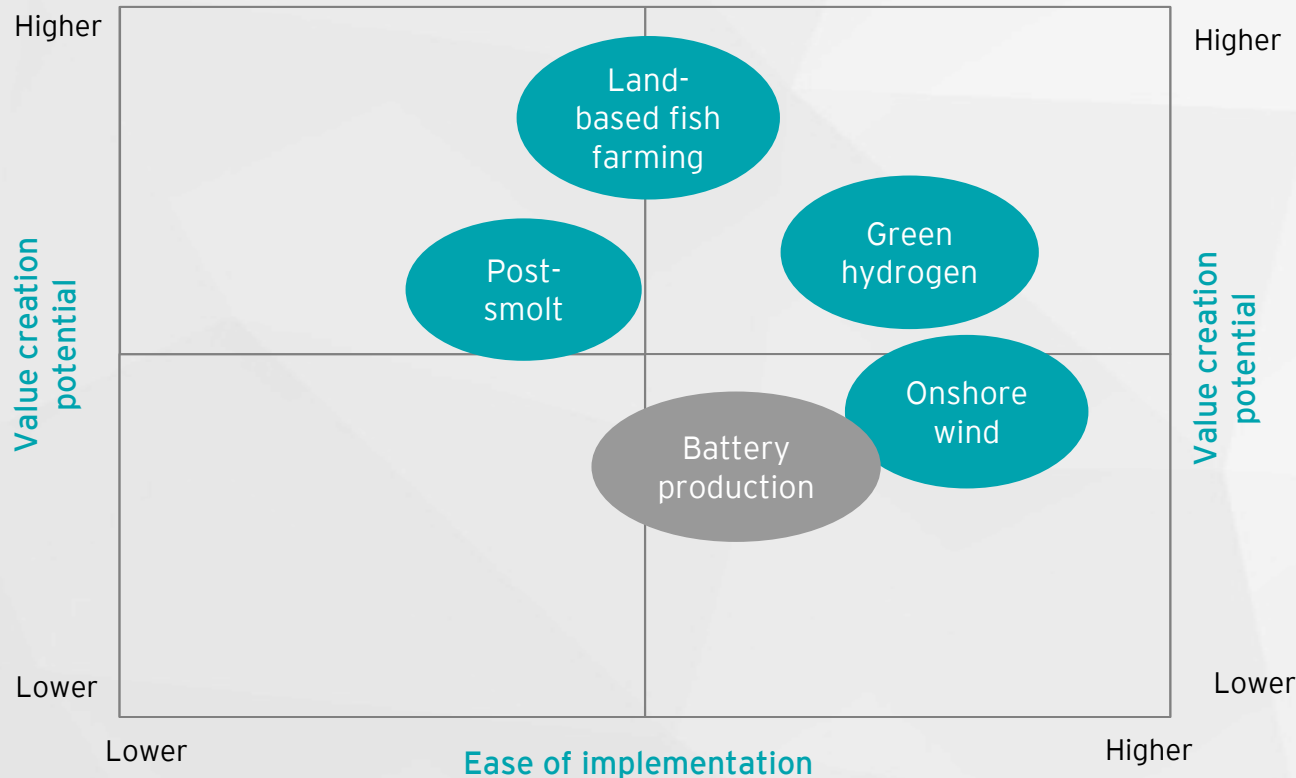 Higher
Higher
Land-
based fish
farming
Green
hydrogen
Post-
smolt
Value creation
potential
Value creation
potential
Onshore
wind
Battery
production
Lower
Lower
Lower
Higher
Ease of implementation